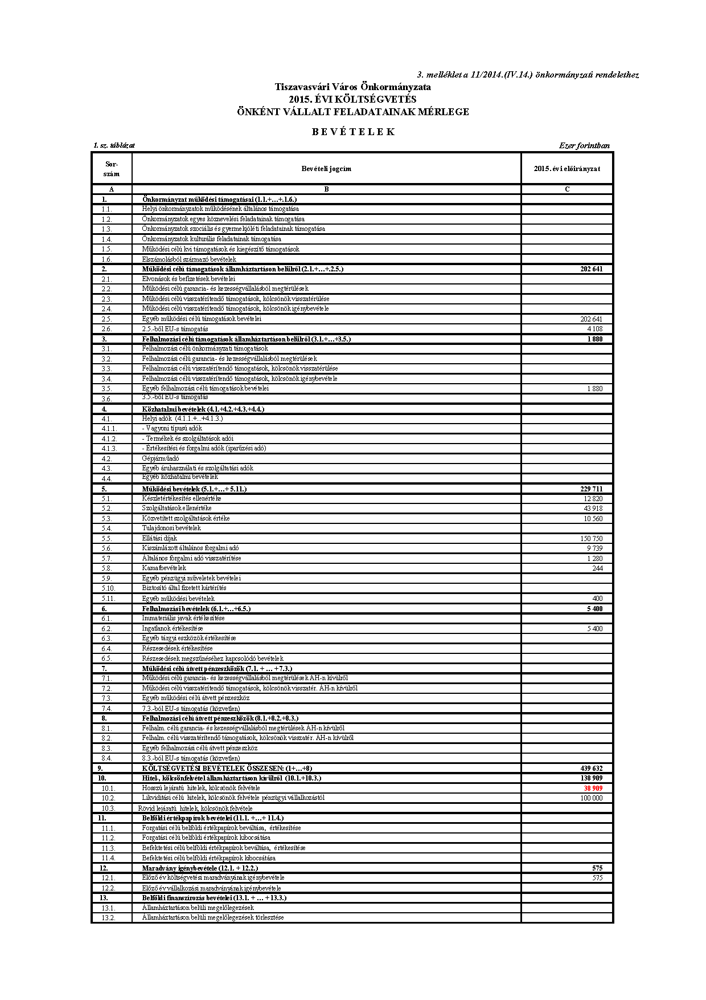 3. melléklet a 11/2014.(IV.14.) önkormányzati rendelethez
Tiszavasvári Város Önkormányzata
2015. ÉVI KÖLTSÉGVETÉS
ÖNKÉNT VÁLLALT FELADATAINAK MÉRLEGE
B E V É T E L E K
1. sz. táblázat Ezer forintban
Sor-
szám
Bevételi jogcím 2015. évi előirányzat
A B C
1. Önkormányzat működési támogatásai (1.1.+…+.1.6.)
1.1. Helyi önkormányzatok működésének általános támogatása
1.2. Önkormányzatok egyes köznevelési feladatainak támogatása
1.3. Önkormányzatok szociális és gyermekjóléti feladatainak támogatása
1.4. Önkormányzatok kulturális feladatainak támogatása
1.5. Működési célú kvi támogatások és kiegészítő támogatások
1.6. Elszámolásból származó bevételek
2. Működési célú támogatások államháztartáson belülről (2.1.+…+.2.5.) 202 641
2.1. Elvonások és befizetések bevételei
2.2. Működési célú garancia- és kezességvállalásból megtérülések
2.3. Működési célú visszatérítendő támogatások, kölcsönök visszatérülése
2.4. Működési célú visszatérítendő támogatások, kölcsönök igénybevétele
2.5. Egyéb működési célú támogatások bevételei 202 641
2.6. 2.5.-ből EU-s támogatás 4 108
3. Felhalmozási célú támogatások államháztartáson belülről (3.1.+…+3.5.) 1 880
3.1. Felhalmozási célú önkormányzati támogatások
3.2. Felhalmozási célú garancia- és kezességvállalásból megtérülések
3.3. Felhalmozási célú visszatérítendő támogatások, kölcsönök visszatérülése
3.4. Felhalmozási célú visszatérítendő támogatások, kölcsönök igénybevétele
3.5. Egyéb felhalmozási célú támogatások bevételei 1 880
3.6. 3.5.-ből EU-s támogatás
4. Közhatalmi bevételek (4.1.+4.2.+4.3.+4.4.)
4.1. Helyi adók (4.1.1.+...+4.1.3.)
4.1.1. - Vagyoni típusú adók
4.1.2. - Termékek és szolgáltatások adói
4.1.3. - Értékesítési és forgalmi adók (iparűzési adó)
4.2. Gépjárműadó
4.3. Egyéb áruhasználati és szolgáltatási adók
4.4. Egyéb közhatalmi bevételek
5. Működési bevételek (5.1.+…+ 5.11.) 229 711
5.1. Készletértékesítés ellenértéke 12 820
5.2. Szolgáltatások ellenértéke 43 918
5.3. Közvetített szolgáltatások értéke 10 560
5.4. Tulajdonosi bevételek
5.5. Ellátási díjak 150 750
5.6. Kiszámlázott általános forgalmi adó 9 739
5.7. Általános forgalmi adó visszatérítése 1 280
5.8. Kamatbevételek 244
5.9. Egyéb pénzügyi műveletek bevételei
5.10. Biztosító által fizetett kártérítés
5.11. Egyéb működési bevételek 400
6. Felhalmozási bevételek (6.1.+…+6.5.) 5 400
6.1. Immateriális javak értékesítése
6.2. Ingatlanok értékesítése 5 400
6.3. Egyéb tárgyi eszközök értékesítése
6.4. Részesedések értékesítése
6.5. Részesedések megszűnéséhez kapcsolódó bevételek
7. Működési célú átvett pénzeszközök (7.1. + … + 7.3.)
7.1. Működési célú garancia- és kezességvállalásból megtérülések ÁH-n kívülről
7.2. Működési célú visszatérítendő támogatások, kölcsönök visszatér. ÁH-n kívülről
7.3. Egyéb működési célú átvett pénzeszköz
7.4. 7.3.-ból EU-s támogatás (közvetlen)
8. Felhalmozási célú átvett pénzeszközök (8.1.+8.2.+8.3.)
8.1. Felhalm. célú garancia- és kezességvállalásból megtérülések ÁH-n kívülről
8.2. Felhalm. célú visszatérítendő támogatások, kölcsönök visszatér. ÁH-n kívülről
8.3. Egyéb felhalmozási célú átvett pénzeszköz
8.4. 8.3.-ból EU-s támogatás (közvetlen)
9. KÖLTSÉGVETÉSI BEVÉTELEK ÖSSZESEN: (1+…+8) 439 632
10. Hitel-, kölcsönfelvétel államháztartáson kívülről (10.1.+10.3.) 138 909
10.1. Hosszú lejáratú hitelek, kölcsönök felvétele 38 909
10.2. Likviditási célú hitelek, kölcsönök felvétele pénzügyi vállalkozástól 100 000
10.3. Rövid lejáratú hitelek, kölcsönök felvétele
11. Belföldi értékpapírok bevételei (11.1. +…+ 11.4.)
11.1. Forgatási célú belföldi értékpapírok beváltása, értékesítése
11.2. Forgatási célú belföldi értékpapírok kibocsátása
11.3. Befektetési célú belföldi értékpapírok beváltása, értékesítése
11.4. Befektetési célú belföldi értékpapírok kibocsátása
12. Maradvány igénybevétele (12.1. + 12.2.) 575
12.1. Előző év költségvetési maradványának igénybevétele 575
12.2. Előző év vállalkozási maradványának igénybevétele
13. Belföldi finanszírozás bevételei (13.1. + … + 13.3.)
13.1. Államháztartáson belüli megelőlegezések
13.2. Államháztartáson belüli megelőlegezések törlesztése